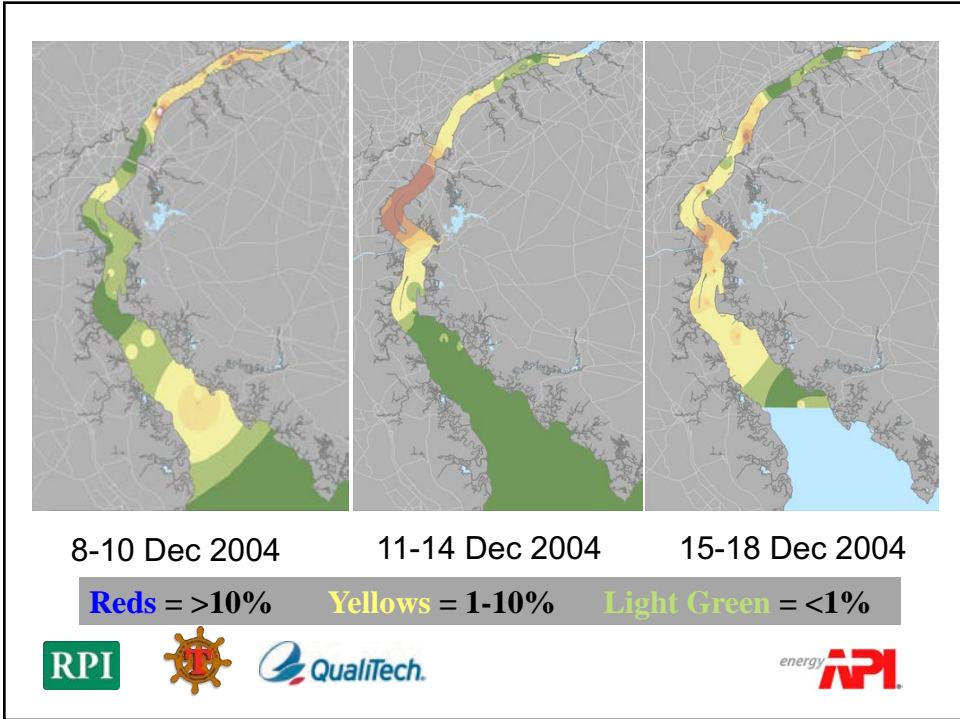 8-10 Dec 2004
11-14 Dec 2004
15-18 Dec 2004
Reds = >10% Yellows = 1-10% Light Green = <1%
RPI
T
QualiTech.
energy API.